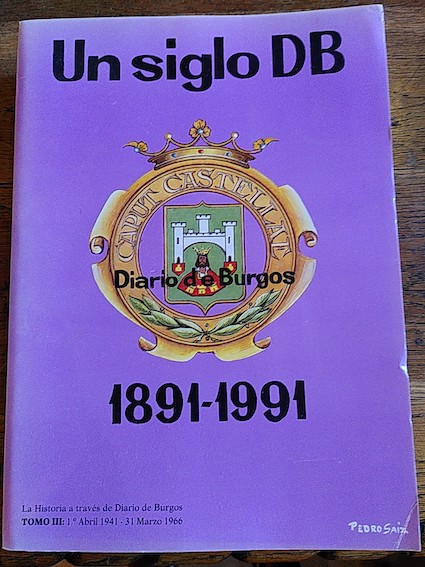 Un siglo DB
CAPUT CASTELLAE
Diario de Burgos
1891-1991
La Historia a través de Diario de Burgos
TOMO III: 1.º Abril 1941 - 31 Marzo 1966
PEDRO SAIZ